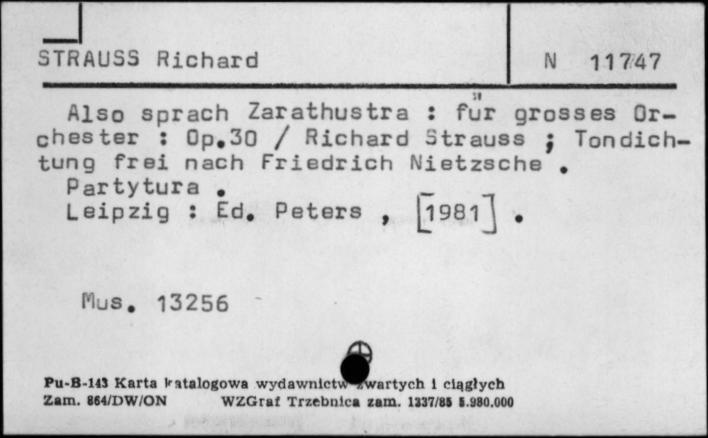 STRAUSS Richard N 11747
Also sprach Zarathustra : für grosses Or-
chester : Op.30 / Richard Strauss ; Tondich-
tung frei nach Friedrich Nietzsche .
Partytura .
Leipzig : Ed. Peters , [1981] .
Mus. 13256
Pu-B-143 Karta katalogowa wydawnictw zwartych i ciągłych
Zam. 864/DW/ON WZGraf Trzebnica zam. 1337/85 5.980.000